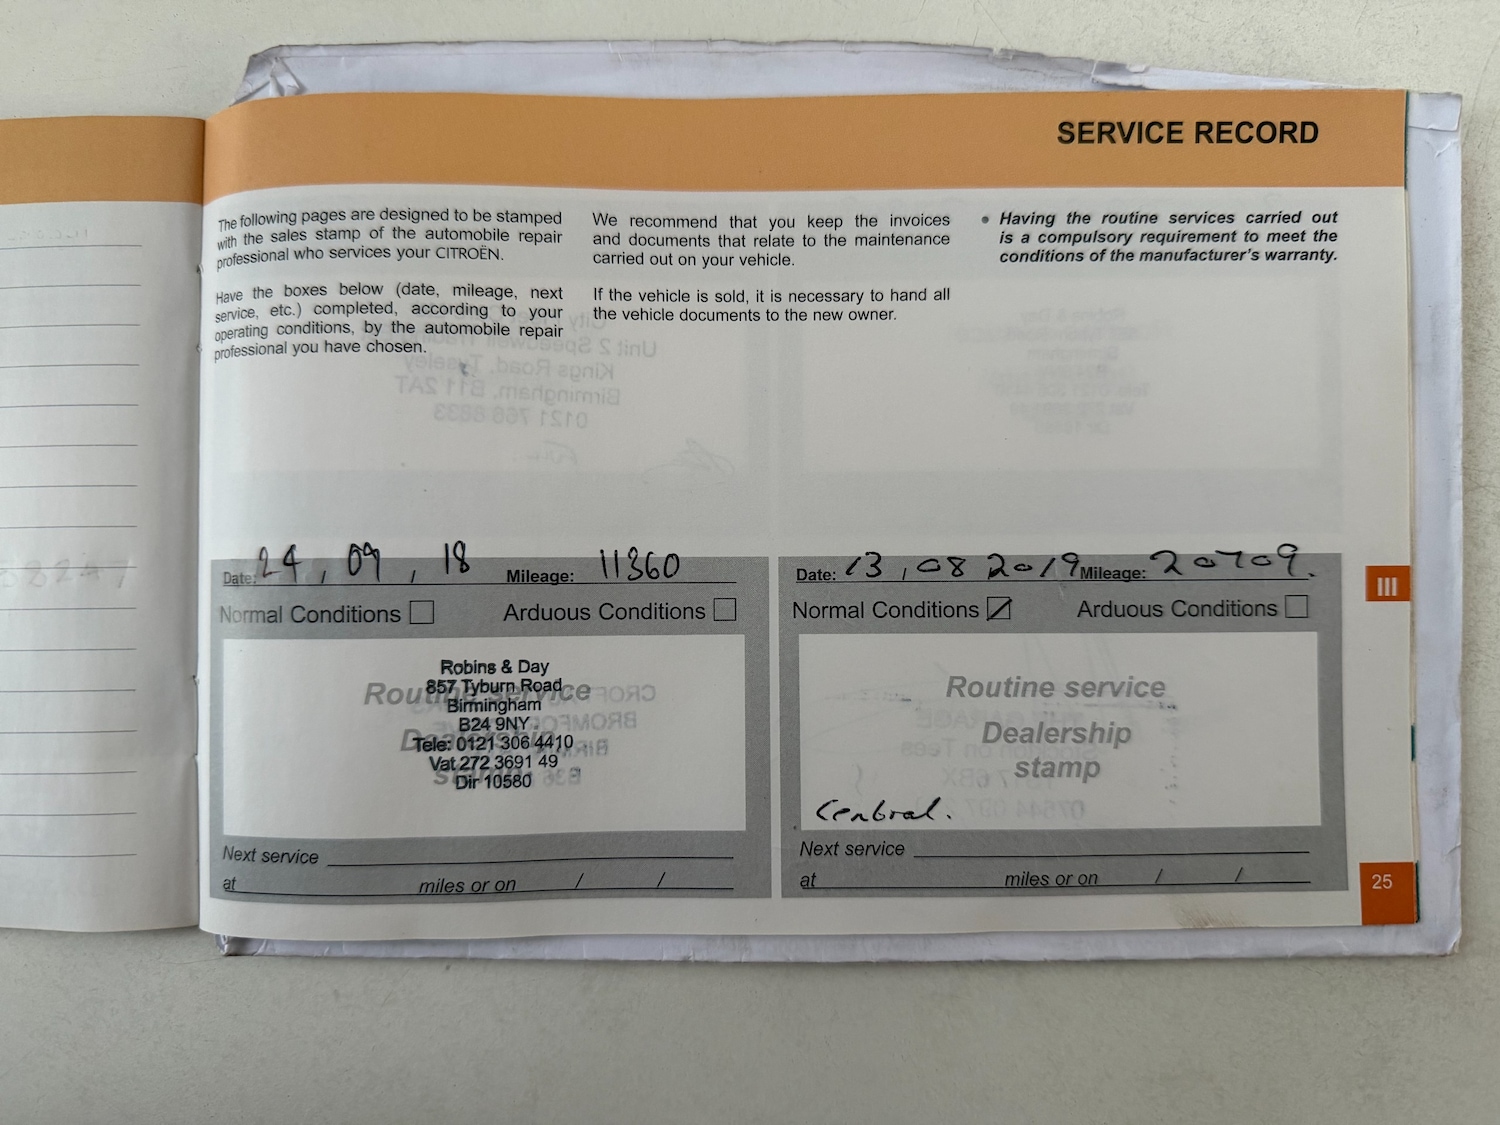 SERVICE RECORD
The following pages are designed to be stamped
with the sales stamp of the automobile repair
professional who services your CITROËN.
Have the boxes below (date, mileage, next
service, etc.) completed, according to your
operating conditions, by the automobile repair
professional you have chosen.
We recommend that you keep the invoices
and documents that relate to the maintenance
carried out on your vehicle.
If the vehicle is sold, it is necessary to hand all
the vehicle documents to the new owner.
• Having the routine services carried out
is a compulsory requirement to meet the
conditions of the manufacturer's warranty.
Date: 24 / 09 / 18 Mileage: 11360
Normal Conditions Arduous Conditions
Routine service
Dealership
stamp
Robins & Day
857 Tyburn Road
Birmingham
B24 9NY.
Tele: 0121 306 4410
Vat 272 3691 49
Dir 10580
Next service
at miles or on / /
Date: 13 / 08 2019 Mileage: 20709.
Normal Conditions Arduous Conditions
Routine service
Dealership
stamp
Central.
Next service
at miles or on / /
III
25